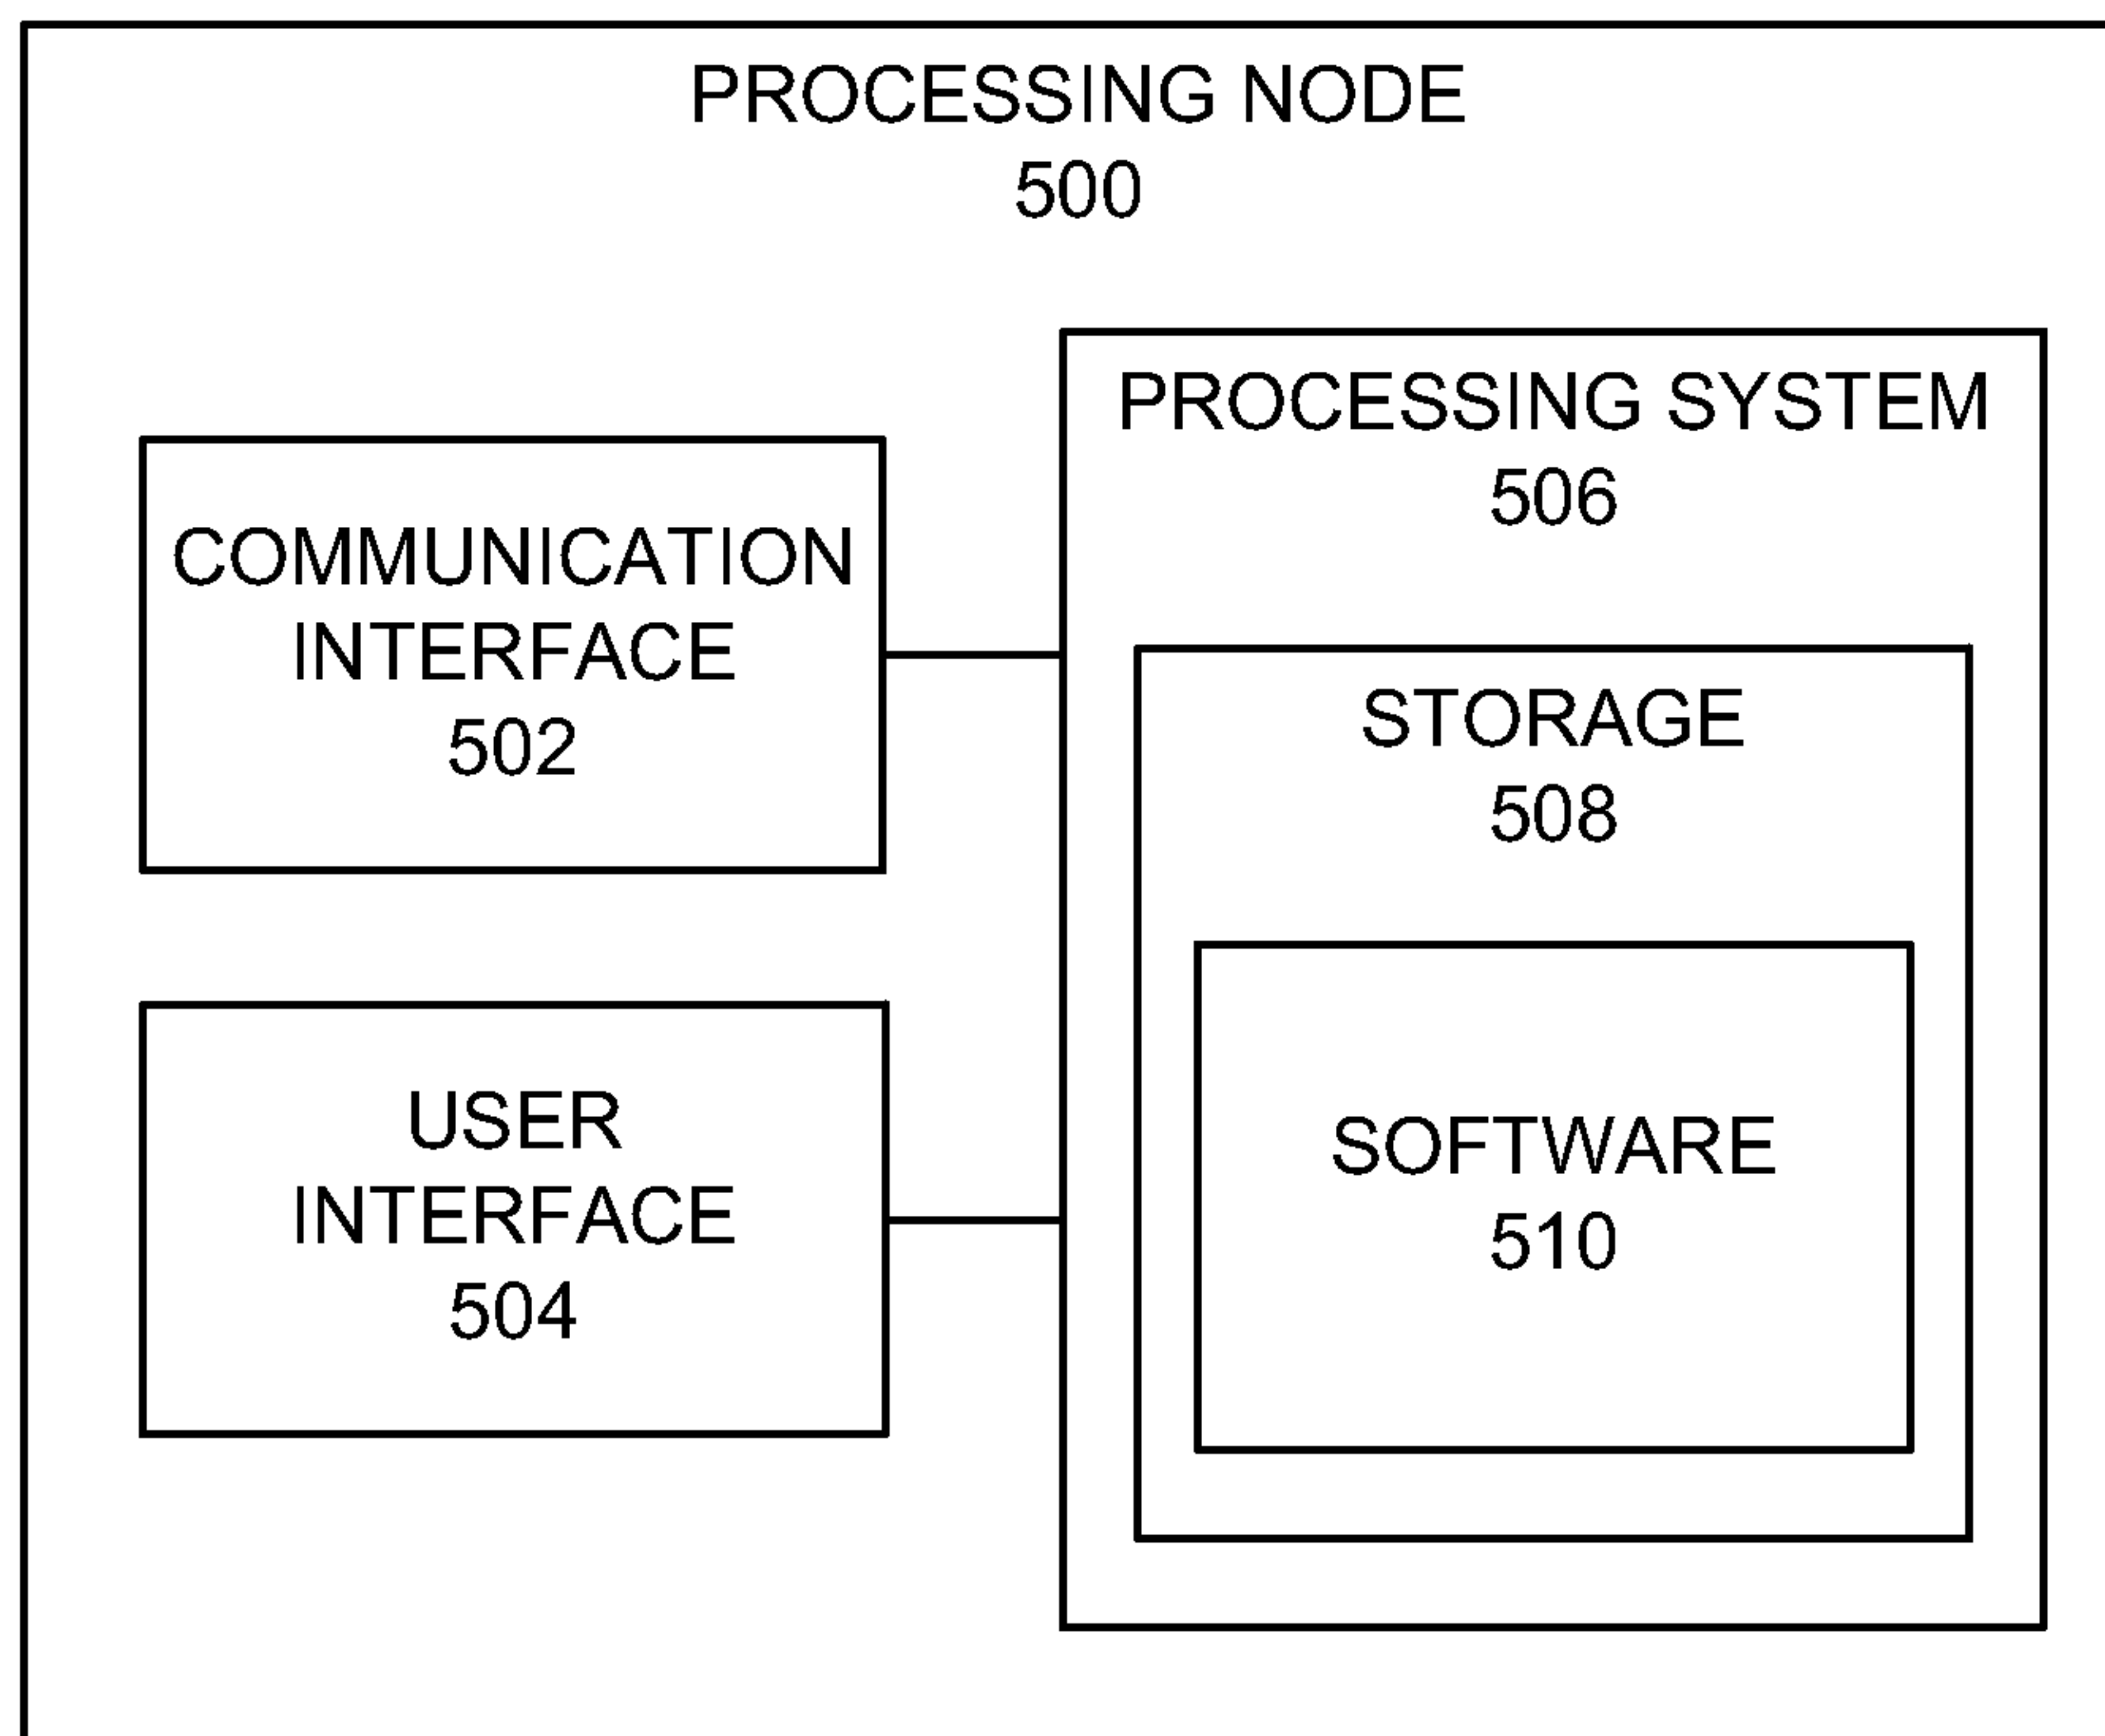 PROCESSING NODE
500
PROCESSING SYSTEM
506
COMMUNICATION
INTERFACE
502
STORAGE
508
USER
INTERFACE
504
SOFTWARE
510